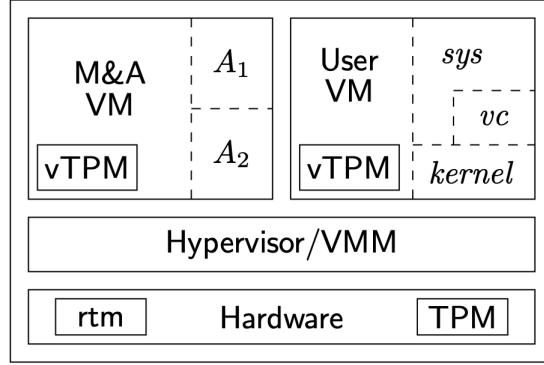 M&A
VM
A₁
A₂
vTPM
User
VM
sys
vc
vTPM
kernel
Hypervisor/VMM
rtm
Hardware
TPM